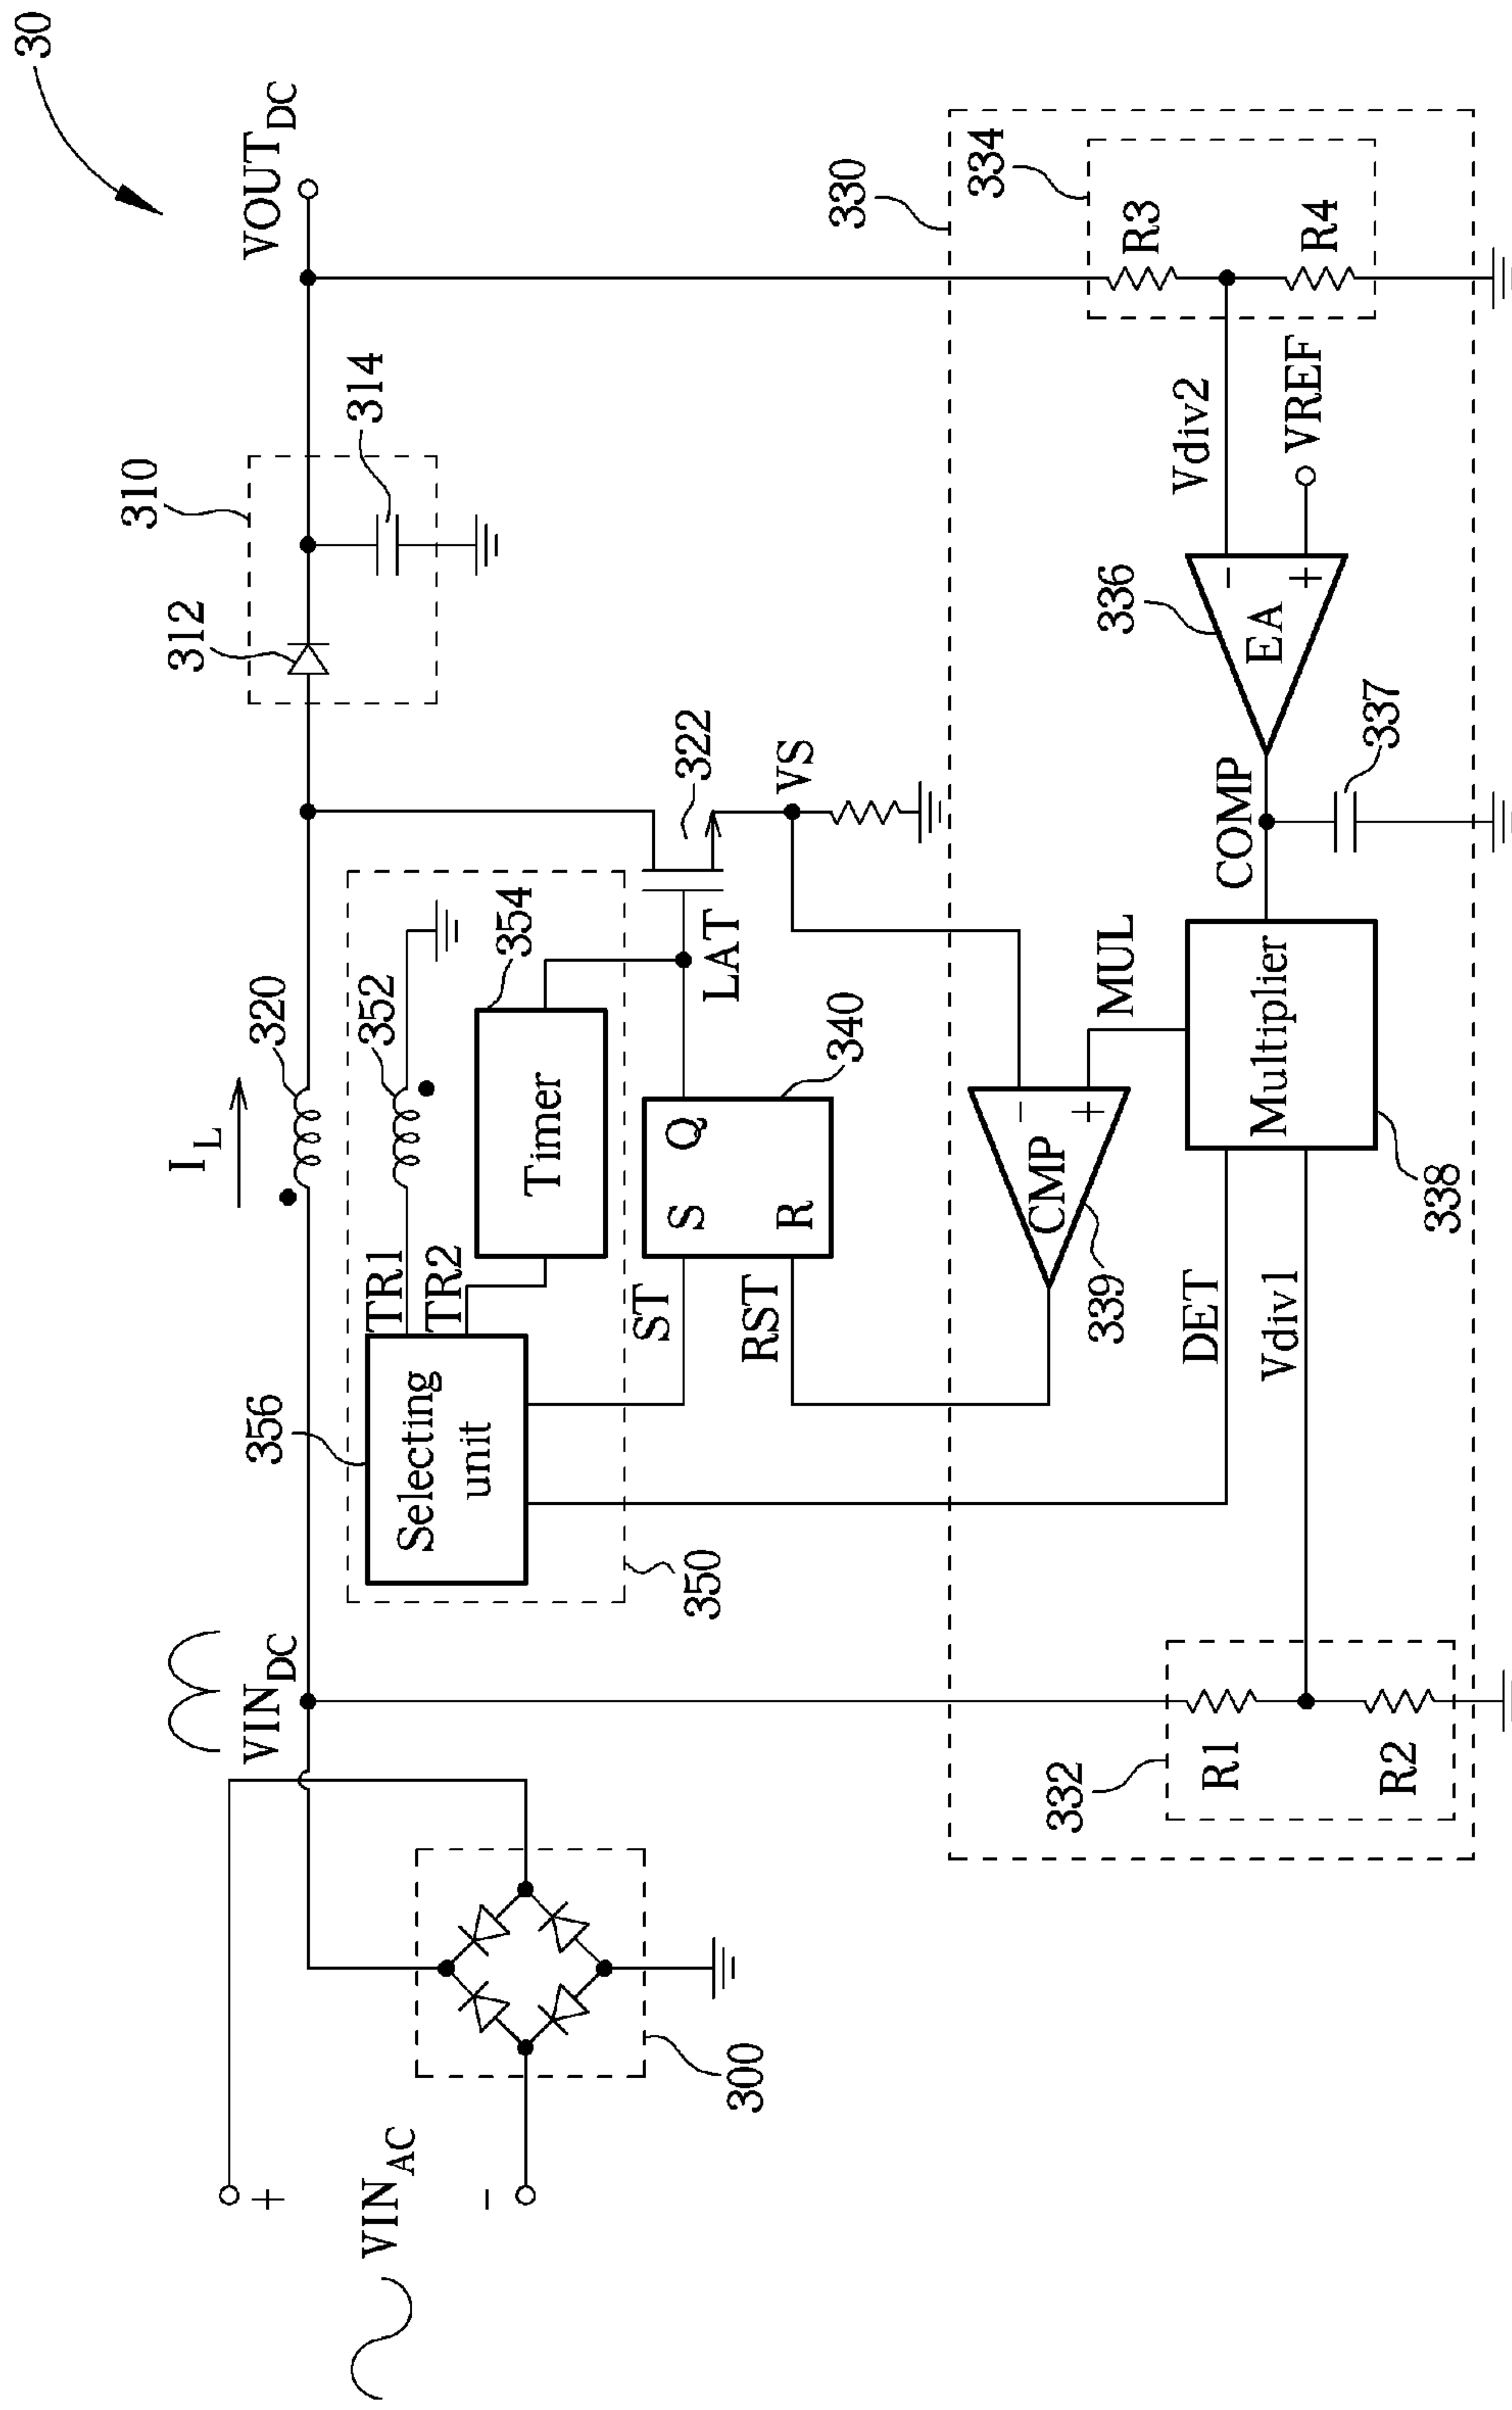 30
VOUT_DC
310
314
312
I_L
320
VIN_DC
+
VIN_AC
-
300
356
Selecting
unit
TR1
TR2
352
354
Timer
350
322
VS
LAT
ST
RST
S
Q
R
340
330
334
R3
R4
Vdiv2
VREF
336
-
+
EA
COMP
337
MUL
-
+
CMP
339
Multiplier
338
DET
Vdiv1
332
R1
R2